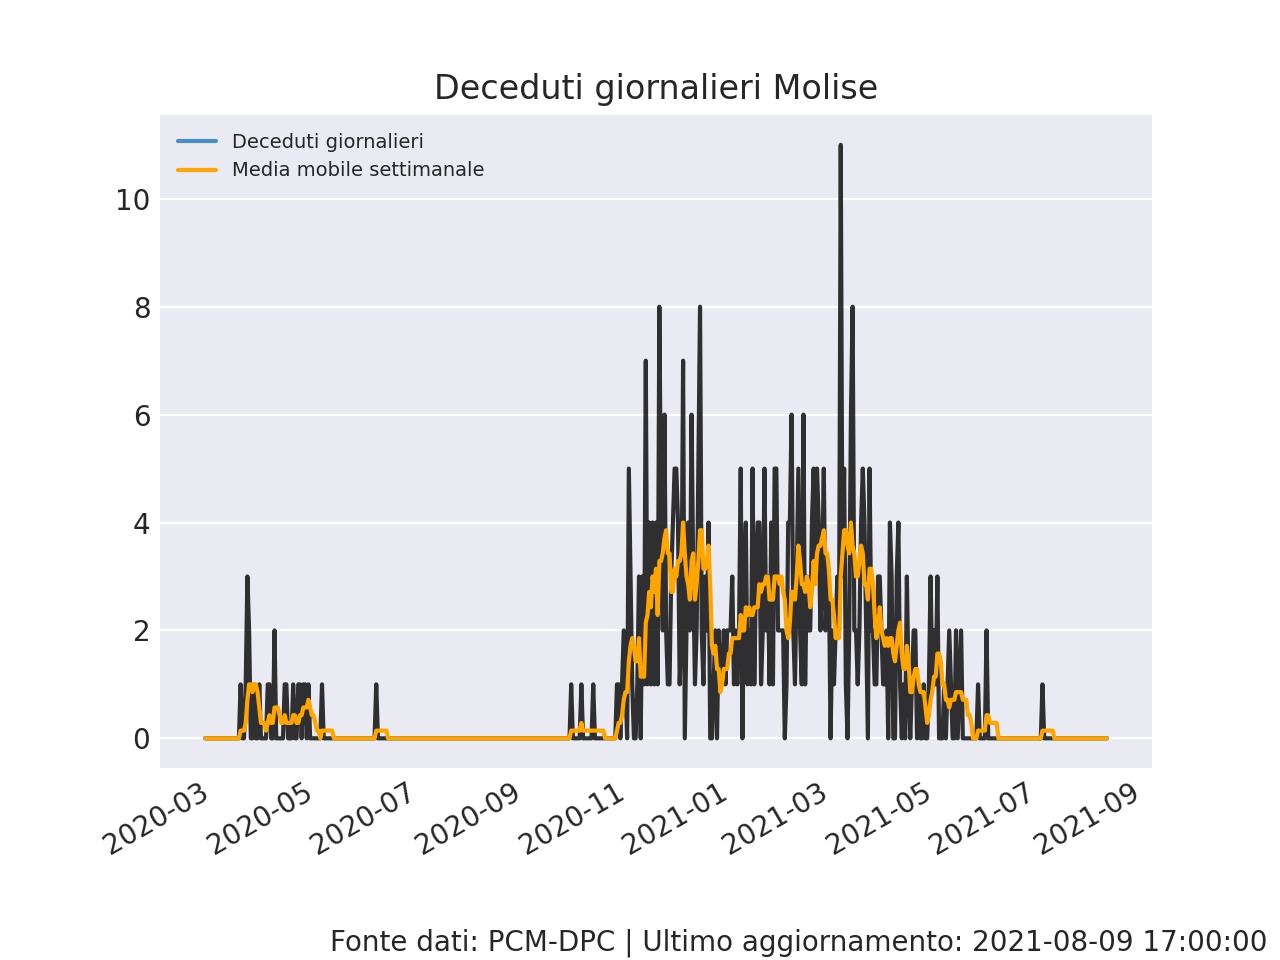 Deceduti giornalieri Molise
Deceduti giornalieri
Media mobile settimanale
10
8
6
4
2
0
2020-03 2020-05 2020-07 2020-09 2020-11 2021-01 2021-03 2021-05 2021-07 2021-09
Fonte dati: PCM-DPC | Ultimo aggiornamento: 2021-08-09 17:00:00